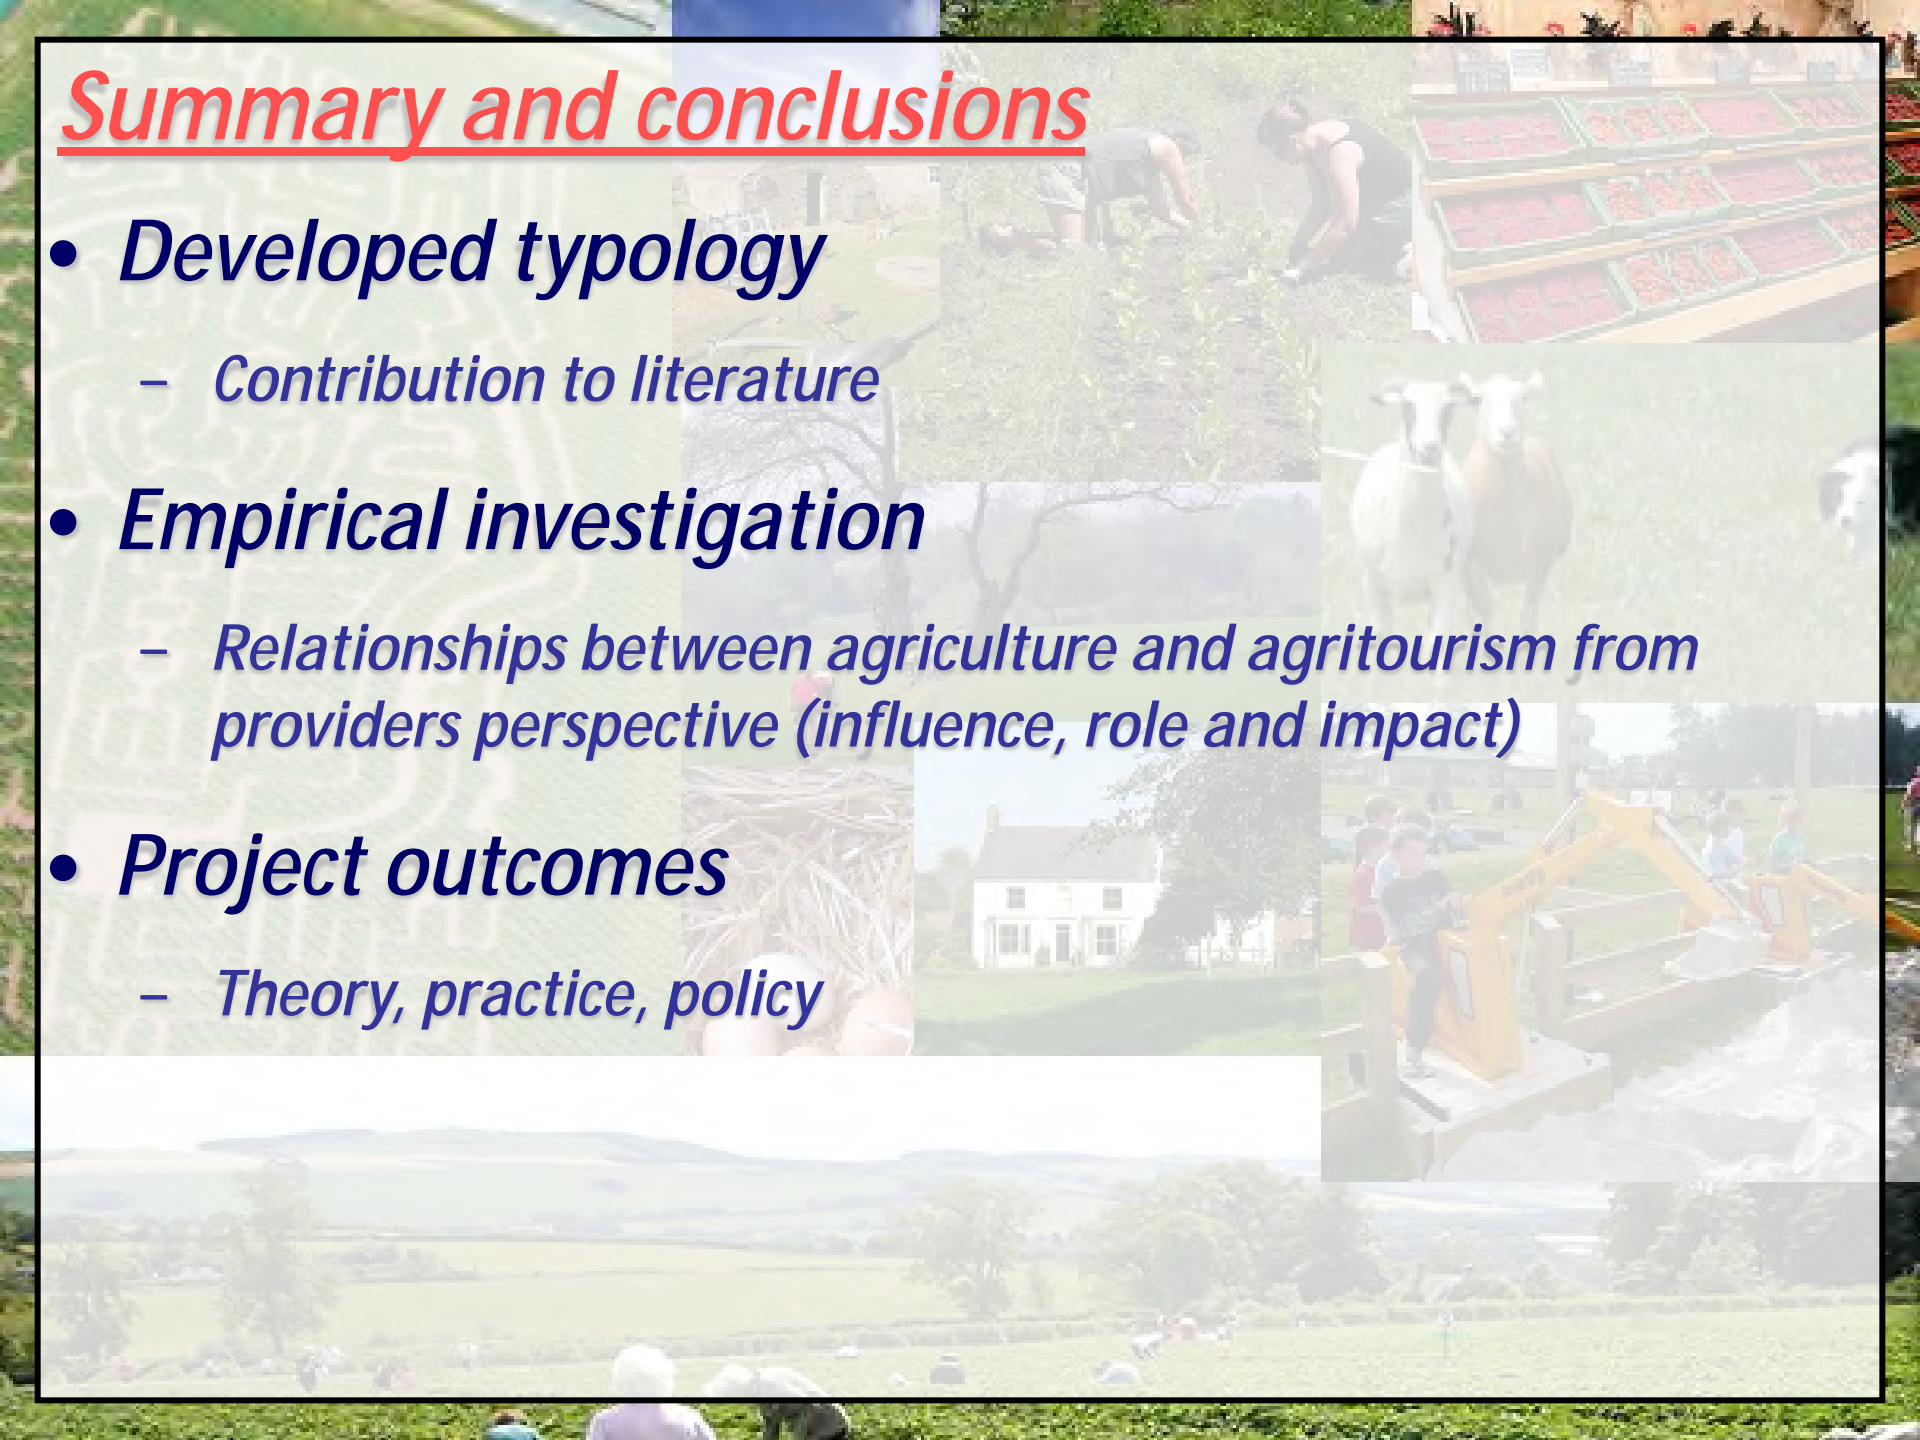 Summary and conclusions
• Developed typology
– Contribution to literature
• Empirical investigation
– Relationships between agriculture and agritourism from
providers perspective (influence, role and impact)
• Project outcomes
– Theory, practice, policy